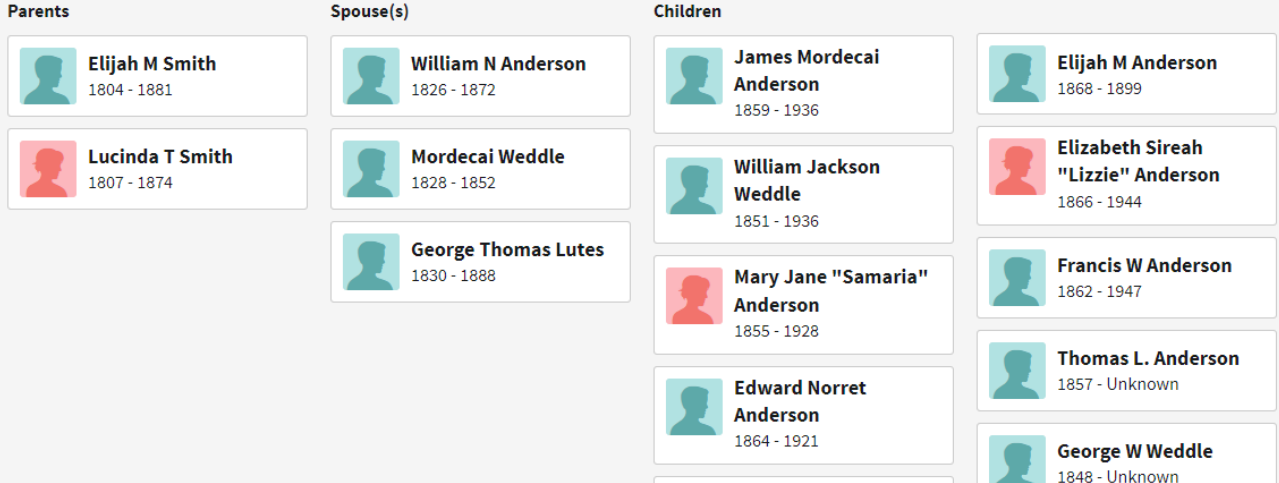 Parents
Elijah M Smith
1804 - 1881
Lucinda T Smith
1807 - 1874
Spouse(s)
William N Anderson
1826 - 1872
Mordecai Weddle
1828 - 1852
George Thomas Lutes
1830 - 1888
Children
James Mordecai
Anderson
1859 - 1936
William Jackson
Weddle
1851 - 1936
Mary Jane "Samaria"
Anderson
1855 - 1928
Edward Norret
Anderson
1864 - 1921
Elijah M Anderson
1868 - 1899
Elizabeth Sireah
"Lizzie" Anderson
1866 - 1944
Francis W Anderson
1862 - 1947
Thomas L. Anderson
1857 - Unknown
George W Weddle
1848 - Unknown